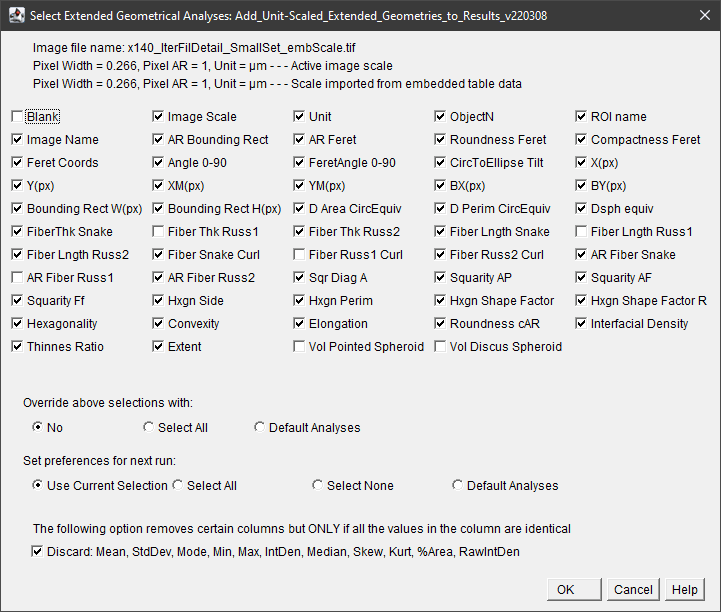 Select Extended Geometrical Analyses: Add_Unit-Scaled_Extended_Geometries_to_Results_v220308
Image file name: x140_IterFilDetail_SmallSet_embScale.tif
Pixel Width = 0.266, Pixel AR = 1, Unit = µm - - - Active image scale
Pixel Width = 0.266, Pixel AR = 1, Unit = µm - - - Scale imported from embedded table data
Blank Image Scale Unit ObjectN ROI name
Image Name AR Bounding Rect AR Feret Roundness Feret Compactness Feret
Feret Coords Angle 0-90 FeretAngle 0-90 CircToEllipse Tilt X(px)
Y(px) XM(px) YM(px) BX(px) BY(px)
Bounding Rect W(px) Bounding Rect H(px) D Area CircEquiv D Perim CircEquiv Dsph equiv
FiberThk Snake Fiber Thk Russ1 Fiber Thk Russ2 Fiber Lngth Snake Fiber Lngth Russ1
Fiber Lngth Russ2 Fiber Snake Curl Fiber Russ1 Curl Fiber Russ2 Curl AR Fiber Snake
AR Fiber Russ1 AR Fiber Russ2 Sqr Diag A Squarity AP Squarity AF
Squarity Ff Hxgn Side Hxgn Perim Hxgn Shape Factor Hxgn Shape Factor R
Hexagonality Convexity Elongation Roundness cAR Interfacial Density
Thinnes Ratio Extent Vol Pointed Spheroid Vol Discus Spheroid
Override above selections with:
No Select All Default Analyses
Set preferences for next run:
Use Current Selection Select All Select None Default Analyses
The following option removes certain columns but ONLY if all the values in the column are identical
Discard: Mean, StdDev, Mode, Min, Max, IntDen, Median, Skew, Kurt, %Area, RawIntDen
OK Cancel Help